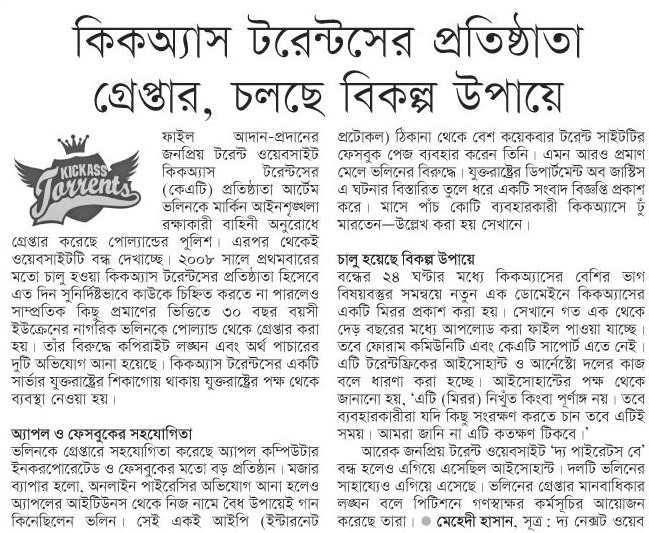 কিকঅ্যাস টরেন্টসের প্রতিষ্ঠাতা
গ্রেপ্তার, চলছে বিকল্প উপায়ে
KICKASS
Torrents
ফাইল আদান-প্রদানের
জনপ্রিয় টরেন্ট ওয়েবসাইট
কিকঅ্যাস টরেন্টসের
(কেএটি) প্রতিষ্ঠাতা আর্টেম
ভলিনকে মার্কিন আইনশৃঙ্খলা
রক্ষাকারী বাহিনী অনুরোধে
গ্রেপ্তার করেছে পোল্যান্ডের পুলিশ। এরপর থেকেই
ওয়েবসাইটটি বন্ধ দেখাচ্ছে। ২০০৮ সালে প্রথমবারের
মতো চালু হওয়া কিকঅ্যাস টরেন্টসের প্রতিষ্ঠাতা হিসেবে
এত দিন সুনির্দিষ্টভাবে কাউকে চিহ্নিত করতে না পারলেও
সাম্প্রতিক কিছু প্রমাণের ভিত্তিতে ৩০ বছর বয়সী
ইউক্রেনের নাগরিক ভলিনকে পোল্যান্ড থেকে গ্রেপ্তার করা
হয়। তাঁর বিরুদ্ধে কপিরাইট লঙ্ঘন এবং অর্থ পাচারের
দুটি অভিযোগ আনা হয়েছে। কিকঅ্যাস টরেন্টসের একটি
সার্ভার যুক্তরাষ্ট্রের শিকাগোয় থাকায় যুক্তরাষ্ট্রের পক্ষ থেকে
ব্যবস্থা নেওয়া হয়।
অ্যাপল ও ফেসবুকের সহযোগিতা
ভলিনকে গ্রেপ্তারে সহযোগিতা করেছে অ্যাপল কম্পিউটার
ইনকরপোরেটেড ও ফেসবুকের মতো বড় প্রতিষ্ঠান। মজার
ব্যাপার হলো, অনলাইন পাইরেসির অভিযোগ আনা হলেও
অ্যাপলের আইটিউনস থেকে নিজ নামে বৈধ উপায়েই গান
কিনেছিলেন ভলিন। সেই একই আইপি (ইন্টারনেট
প্রটোকল) ঠিকানা থেকে বেশ কয়েকবার টরেন্ট সাইটটির
ফেসবুক পেজ ব্যবহার করেন তিনি। এমন আরও প্রমাণ
মেলে ভলিনের বিরুদ্ধে। যুক্তরাষ্ট্রের ডিপার্টমেন্ট অব জাস্টিস
এ ঘটনার বিস্তারিত তুলে ধরে একটি সংবাদ বিজ্ঞপ্তি প্রকাশ
করে। মাসে পাঁচ কোটি ব্যবহারকারী কিকঅ্যাসে ঢুঁ
মারতেন—উল্লেখ করা হয় সেখানে।
চালু হয়েছে বিকল্প উপায়ে
বন্ধের ২৪ ঘণ্টার মধ্যে কিকঅ্যাসের বেশির ভাগ
বিষয়বস্তুর সমন্বয়ে নতুন এক ডোমেইনে কিকঅ্যাসের
একটি মিরর প্রকাশ করা হয়। সেখানে গত এক থেকে
দেড় বছরের মধ্যে আপলোড করা ফাইল পাওয়া যাচ্ছে।
তবে ফোরাম কমিউনিটি এবং কেএটি সাপোর্ট এতে নেই।
এটি টরেন্টফ্রিকের আইসোহান্ট ও আর্নেস্টো দলের কাজ
বলে ধারণা করা হচ্ছে। আইসোহান্টের পক্ষ থেকে
জানানো হয়, ‘এটি (মিরর) নিখুঁত কিংবা পূর্ণাঙ্গ নয়। তবে
ব্যবহারকারীরা যদি কিছু সংরক্ষণ করতে চান তবে এটিই
সময়। আমরা জানি না এটি কতক্ষণ টিকবে।’
আরেক জনপ্রিয় টরেন্ট ওয়েবসাইট ‘দ্য পাইরেটস বে’
বন্ধ হলেও এগিয়ে এসেছিল আইসোহান্ট। দলটি ভলিনের
সাহায্যেও এগিয়ে এসেছে। ভলিনের গ্রেপ্তার মানবাধিকার
লঙ্ঘন বলে পিটিশনে গণস্বাক্ষর কর্মসূচির আয়োজন
করেছে তারা। ● মেহেদী হাসান, সূত্র : দ্য নেক্সট ওয়েব